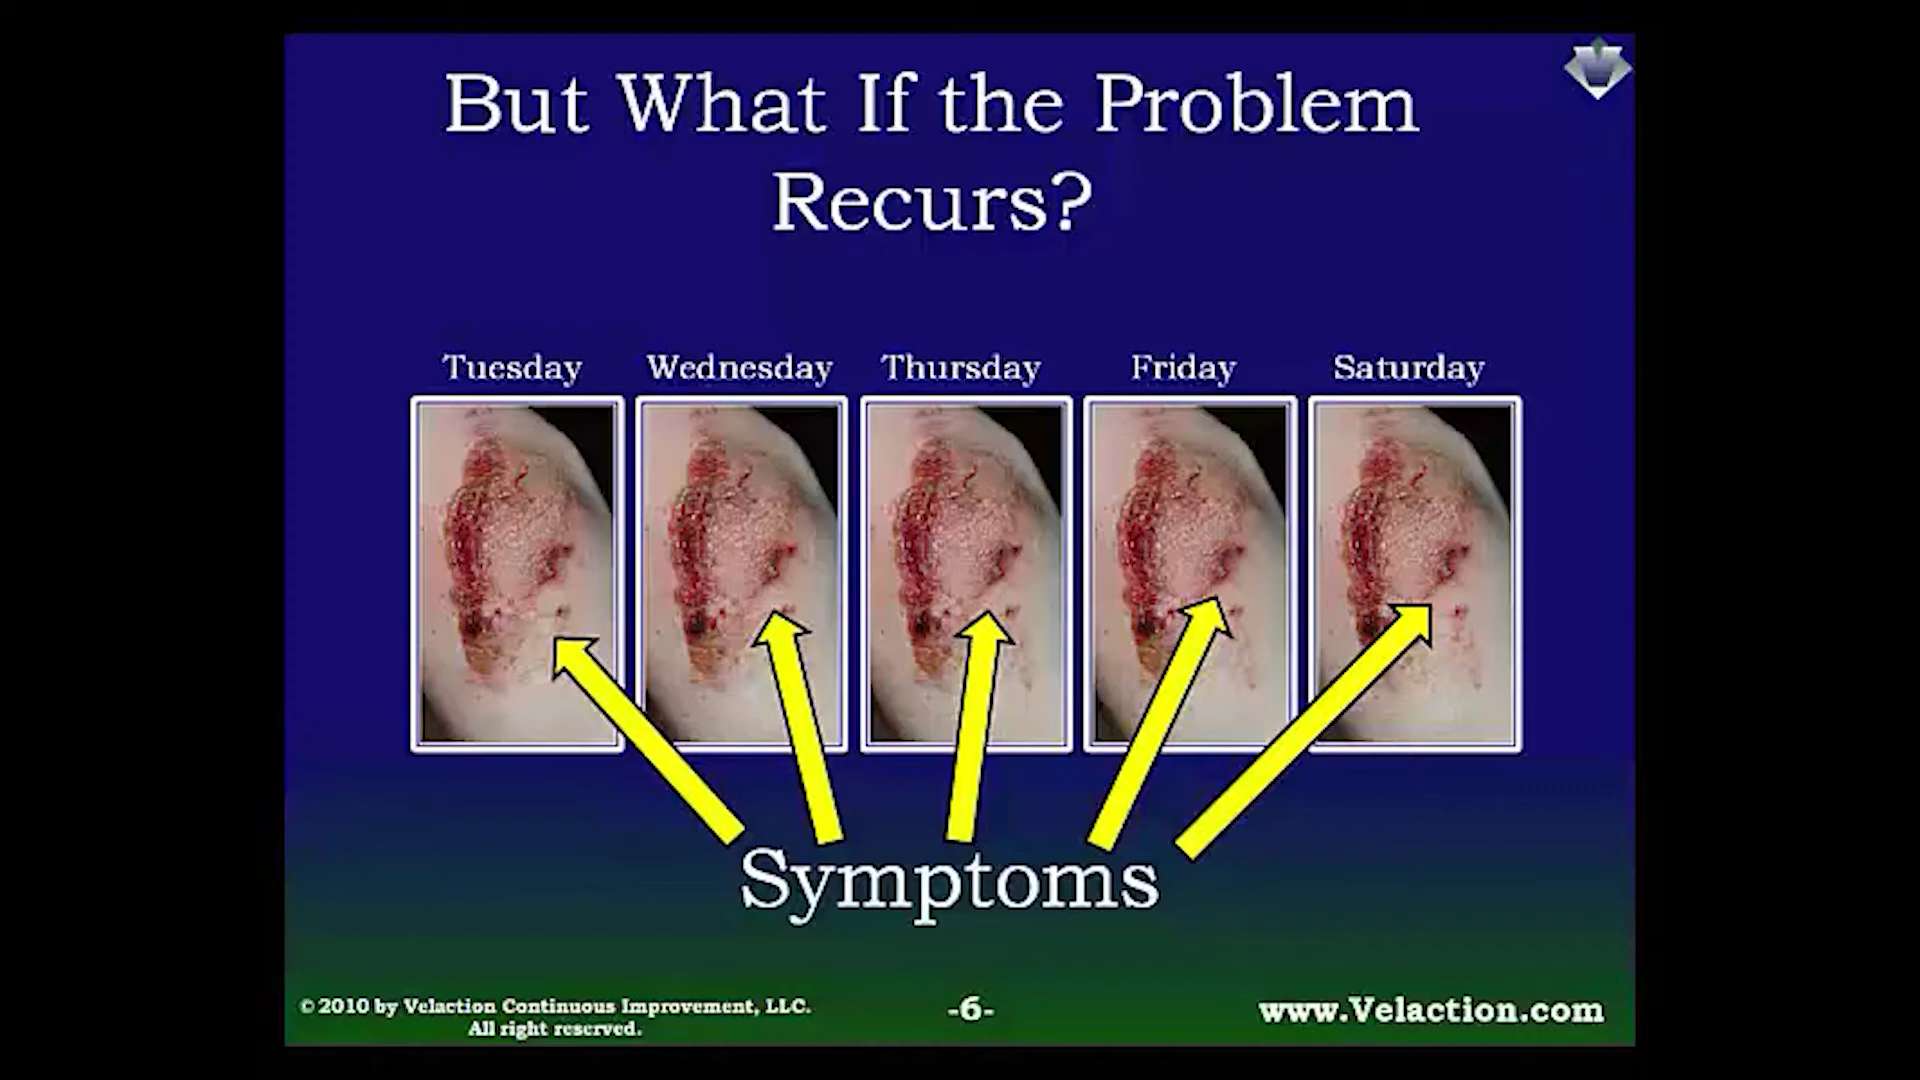 But What If the Problem
Recurs?
Tuesday Wednesday Thursday Friday Saturday
Symptoms
© 2010 by Velaction Continuous Improvement, LLC.
All right reserved.
-6-
www.Velaction.com